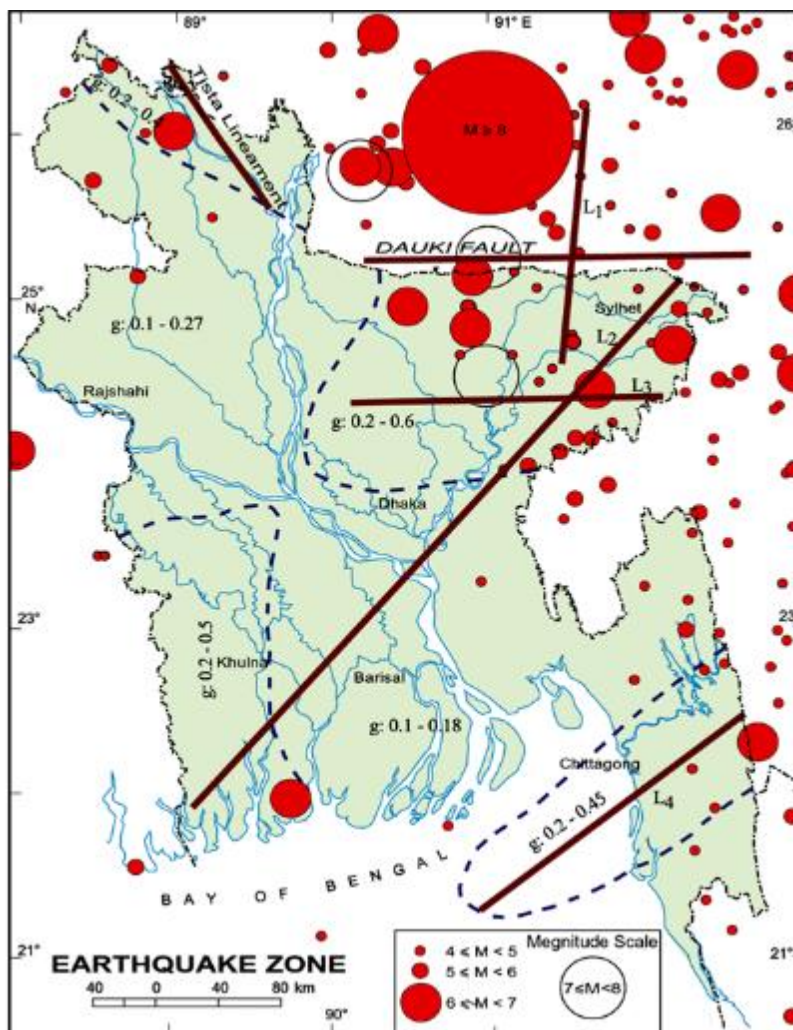 89°
91° E
26°
g: 0.2 - 0.4
Tista Lineament
M ≥ 8
L1
DAUKI FAULT
25°
N
Sylhet
g: 0.1 - 0.27
L2
Rajshahi
L3
g: 0.2 - 0.6
Dhaka
23°
23°
g: 0.2 - 0.5
Khulna
Barisal
g: 0.1 - 0.18
Chittagong
L4
g: 0.2 - 0.45
BAY OF BENGAL
21°
21°
EARTHQUAKE ZONE
40 0 40 80 km
90°
Megnitude Scale
4 ≤ M < 5
5 ≤ M < 6
6 ≤ M < 7
7≤M<8